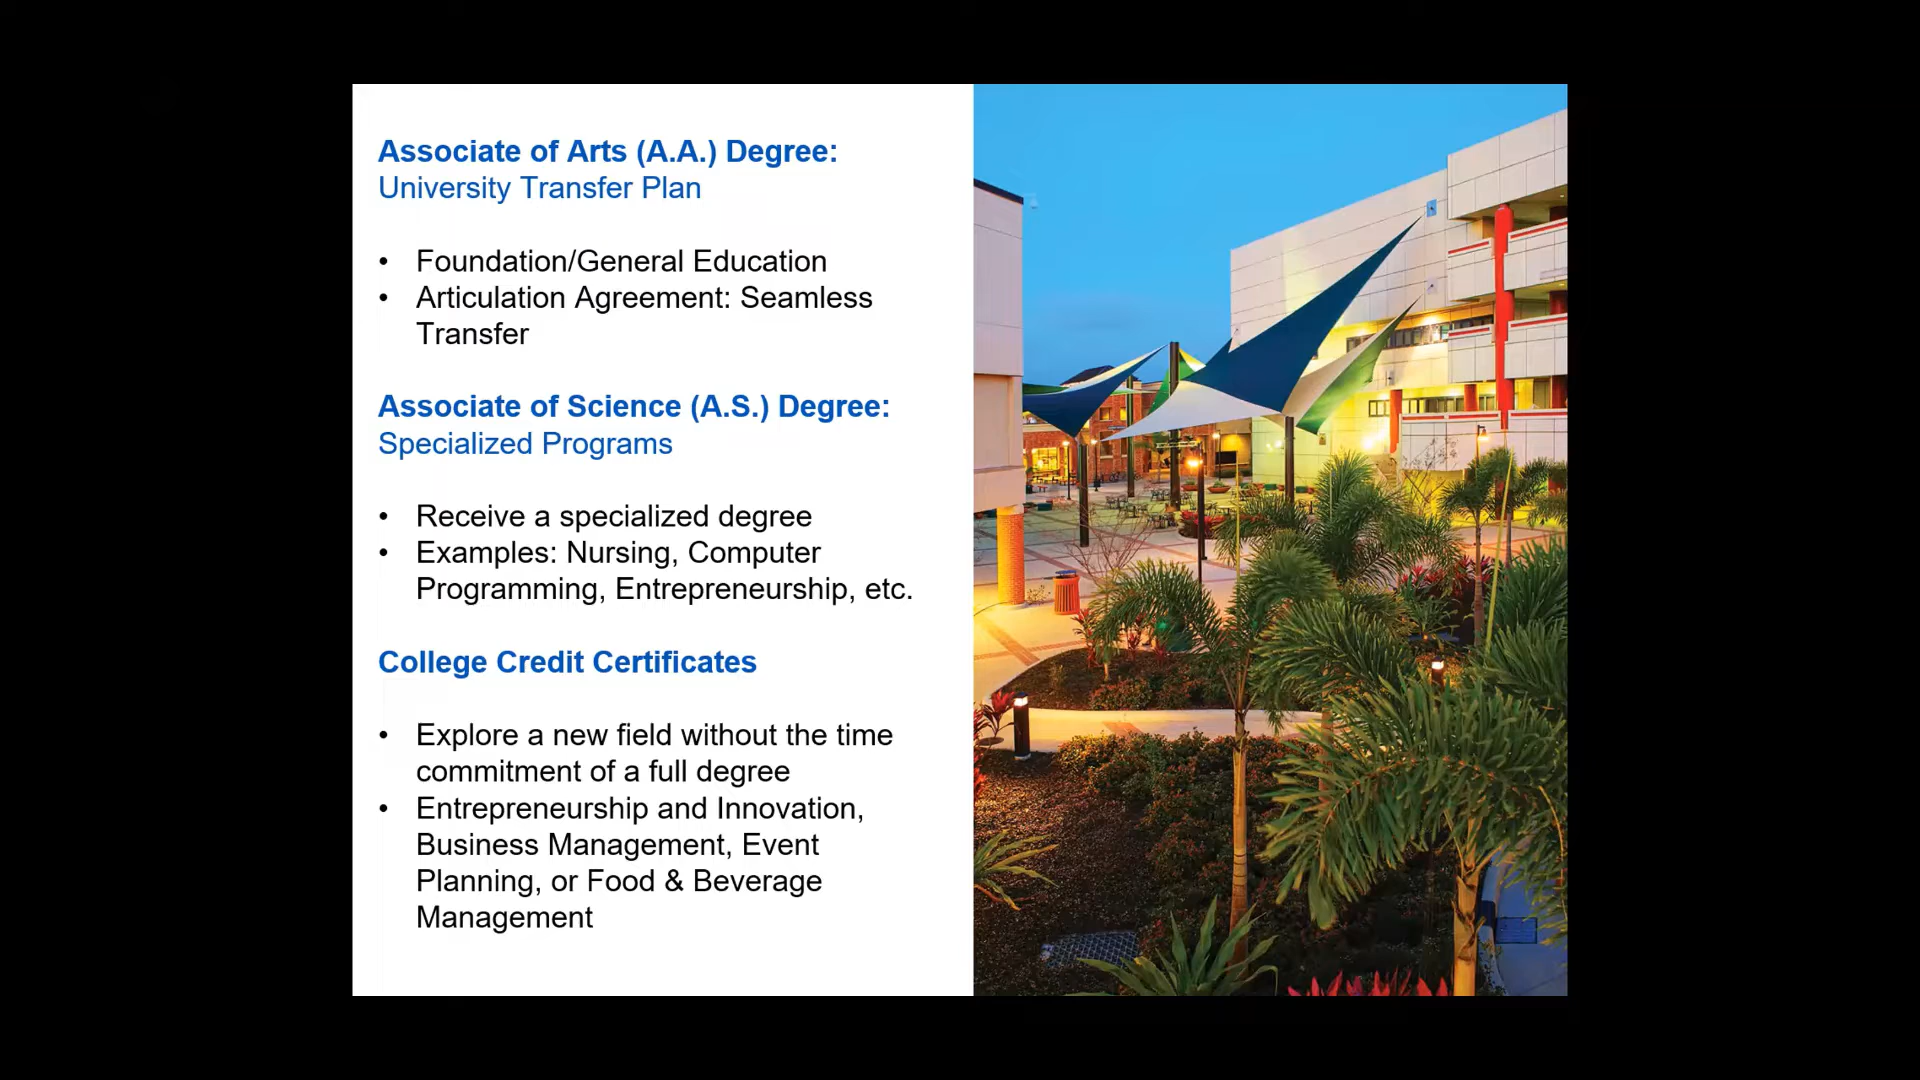 Associate of Arts (A.A.) Degree:
University Transfer Plan
• Foundation/General Education
• Articulation Agreement: Seamless
Transfer
Associate of Science (A.S.) Degree:
Specialized Programs
• Receive a specialized degree
• Examples: Nursing, Computer
Programming, Entrepreneurship, etc.
College Credit Certificates
• Explore a new field without the time
commitment of a full degree
• Entrepreneurship and Innovation,
Business Management, Event
Planning, or Food & Beverage
Management